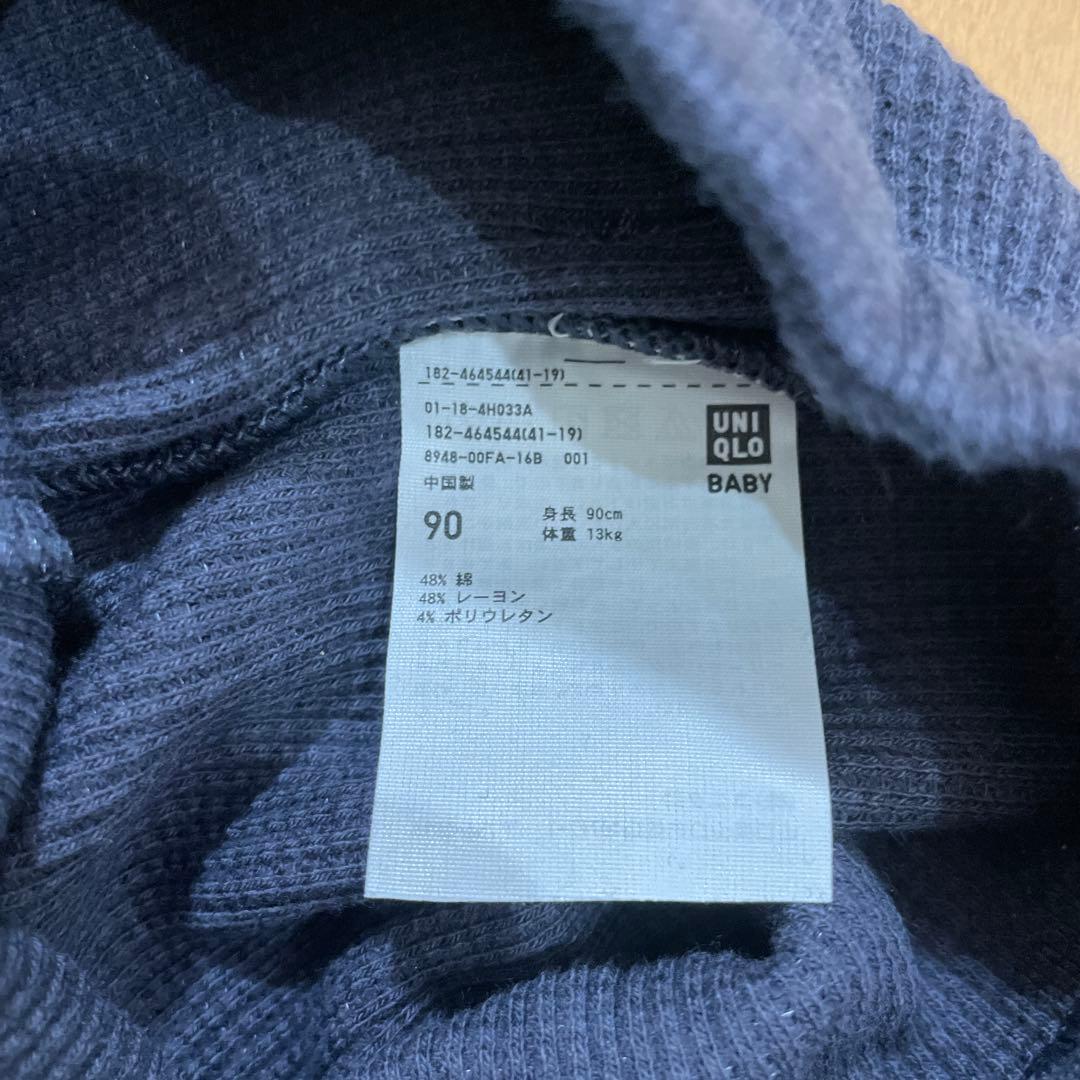 182-464544(41-19)
01-18-4H033A
182-464544(41-19)
8948-00FA-16B 001
中国製
UNI
QLO
BABY
90
身長 90cm
体重 13kg
48% 綿
48% レーヨン
4% ポリウレタン